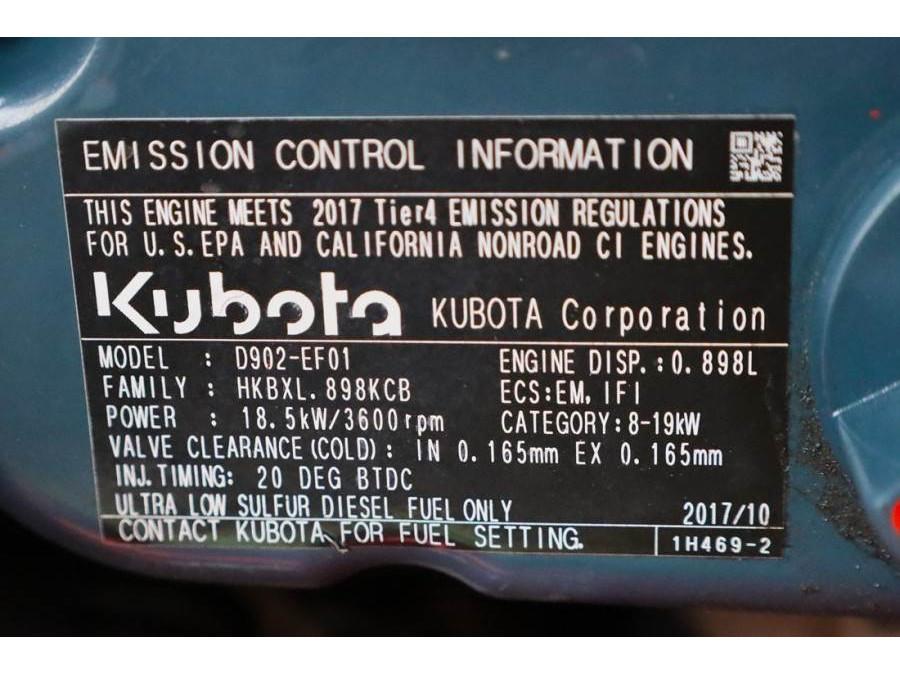 EMISSION CONTROL INFORMATION
THIS ENGINE MEETS 2017 Tier4 EMISSION REGULATIONS
FOR U.S.EPA AND CALIFORNIA NONROAD CI ENGINES.
Kubota KUBOTA Corporation
MODEL : D902-EF01 ENGINE DISP.:0.898L
FAMILY : HKBXL.898KCB ECS:EM, IFI
POWER : 18.5kW/3600rpm CATEGORY:8-19kW
VALVE CLEARANCE(COLD): IN 0.165mm EX 0.165mm
INJ.TIMING: 20 DEG BTDC
ULTRA LOW SULFUR DIESEL FUEL ONLY 2017/10
CONTACT KUBOTA FOR FUEL SETTING. 1H469-2